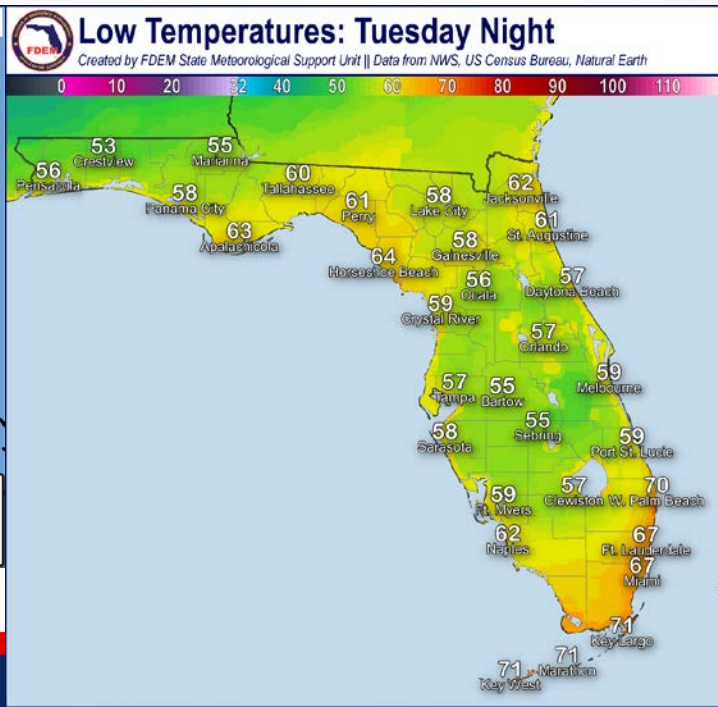 Low Temperatures: Tuesday Night
Created by FDEM State Meteorological Support Unit || Data from NWS, US Census Bureau, Natural Earth
FDEM
0 10 20 32 40 50 60 70 80 90 100 110
53
Crestview
55
Marianna
56
Pensacola
58
Panama City
60
Tallahassee
63
Apalachicola
61
Perry
58
Lake City
62
Jacksonville
61
St. Augustine
64
Horseshoe Beach
58
Gainesville
56
Ocala
57
Daytona Beach
59
Crystal River
57
Orlando
57
Tampa
55
Bartow
59
Melbourne
58
Sarasota
55
Sebring
59
Port St. Lucie
59
Ft. Myers
57
Clewiston
70
W. Palm Beach
62
Naples
67
Ft. Lauderdale
67
Miami
71
Key Largo
71
Marathon
71
Key West